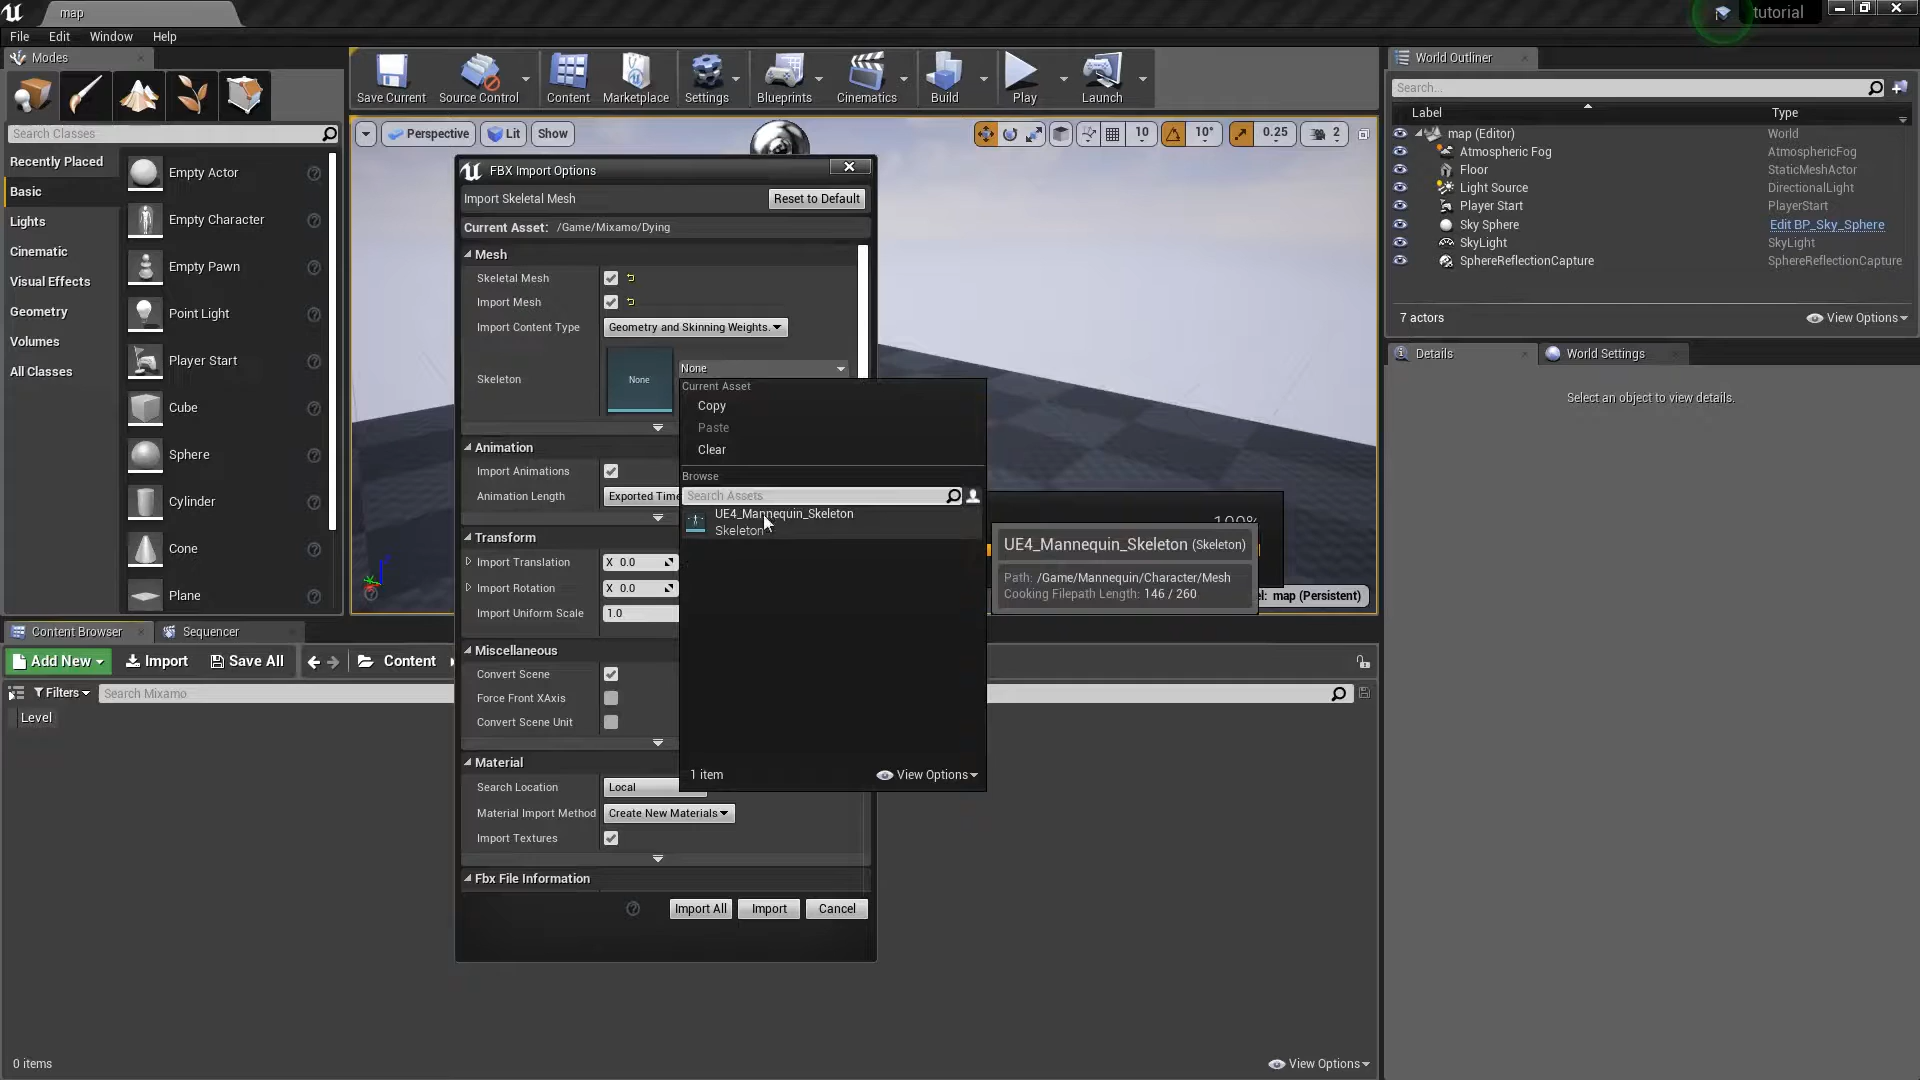 map
tutorial
File Edit Window Help
Modes
Search Classes
Recently Placed
Basic
Lights
Cinematic
Visual Effects
Geometry
Volumes
All Classes
Empty Actor
Empty Character
Empty Pawn
Point Light
Player Start
Cube
Sphere
Cylinder
Cone
Plane
Save Current Source Control Content Marketplace Settings Blueprints Cinematics Build Play Launch
Perspective Lit Show
10 10° 0.25 2
FBX Import Options
Import Skeletal Mesh Reset to Default
Current Asset: /Game/Mixamo/Dying
Mesh
Skeletal Mesh
Import Mesh
Import Content Type Geometry and Skinning Weights.
Skeleton None None
Current Asset
Copy
Paste
Clear
Browse
Search Assets
UE4_Mannequin_Skeleton
Skeleton
1 item View Options
Animation
Import Animations
Animation Length Exported Time
Transform
Import Translation X 0.0
Import Rotation X 0.0
Import Uniform Scale 1.0
Miscellaneous
Convert Scene
Force Front XAxis
Convert Scene Unit
Material
Search Location Local
Material Import Method Create New Materials
Import Textures
Fbx File Information
Import All Import Cancel
UE4_Mannequin_Skeleton (Skeleton)
Path: /Game/Mannequin/Character/Mesh
Cooking Filepath Length: 146 / 260
map (Persistent)
World Outliner
Search...
Label Type
map (Editor) World
Atmospheric Fog AtmosphericFog
Floor StaticMeshActor
Light Source DirectionalLight
Player Start PlayerStart
Sky Sphere Edit BP_Sky_Sphere
SkyLight SkyLight
SphereReflectionCapture SphereReflectionCapture
7 actors View Options
Details World Settings
Select an object to view details.
Content Browser Sequencer
Add New Import Save All Content
Filters Search Mixamo
Level
0 items View Options